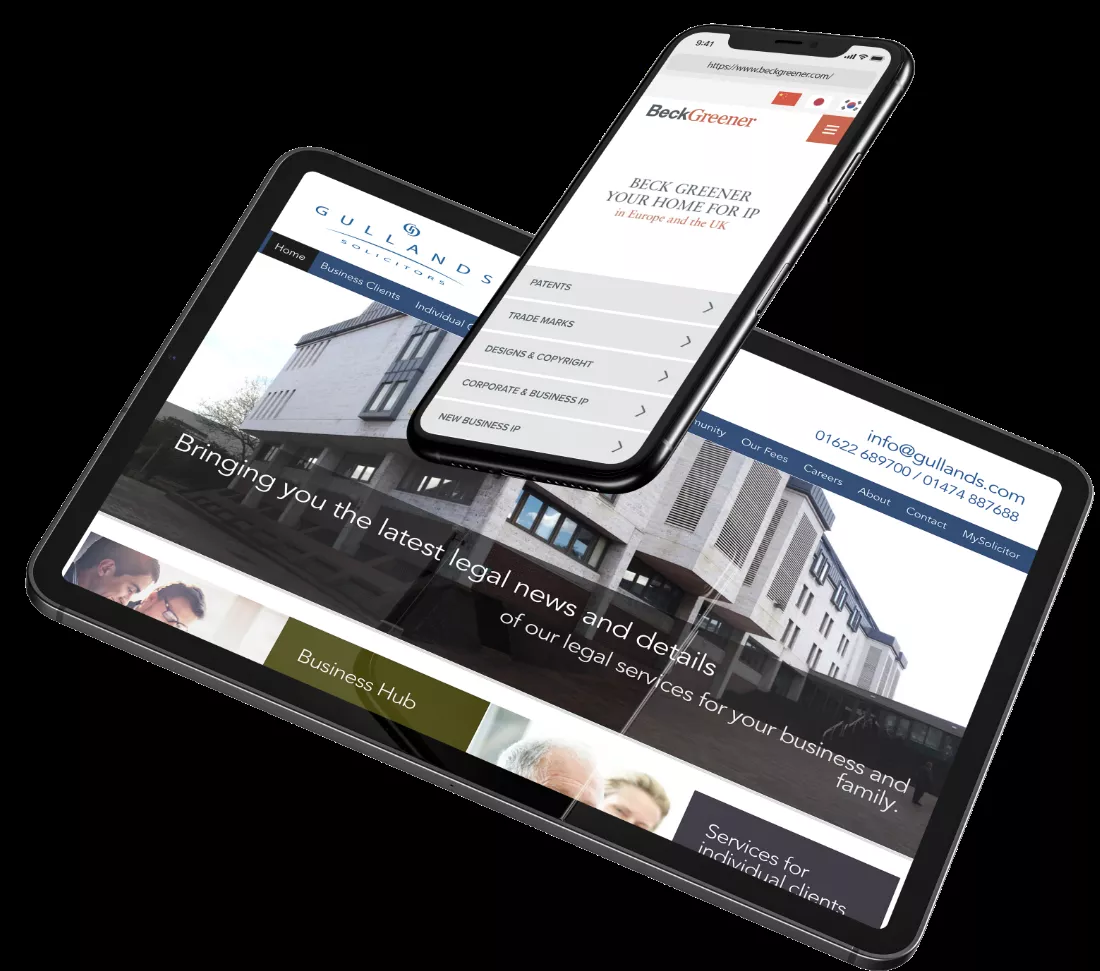 9:41
https://www.beckgreener.com/
BeckGreener
BECK GREENER
YOUR HOME FOR IP
in Europe and the UK
PATENTS
TRADE MARKS
DESIGNS & COPYRIGHT
CORPORATE & BUSINESS IP
NEW BUSINESS IP
GULLANDS
SOLICITORS
info@gullands.com
01622 689700 / 01474 887688
Home Business Clients Individual Our Fees Careers About Contact MySolicitor
Bringing you the latest legal news and details
of our legal services for your business and
family.
Business Hub
Services for
individual clients